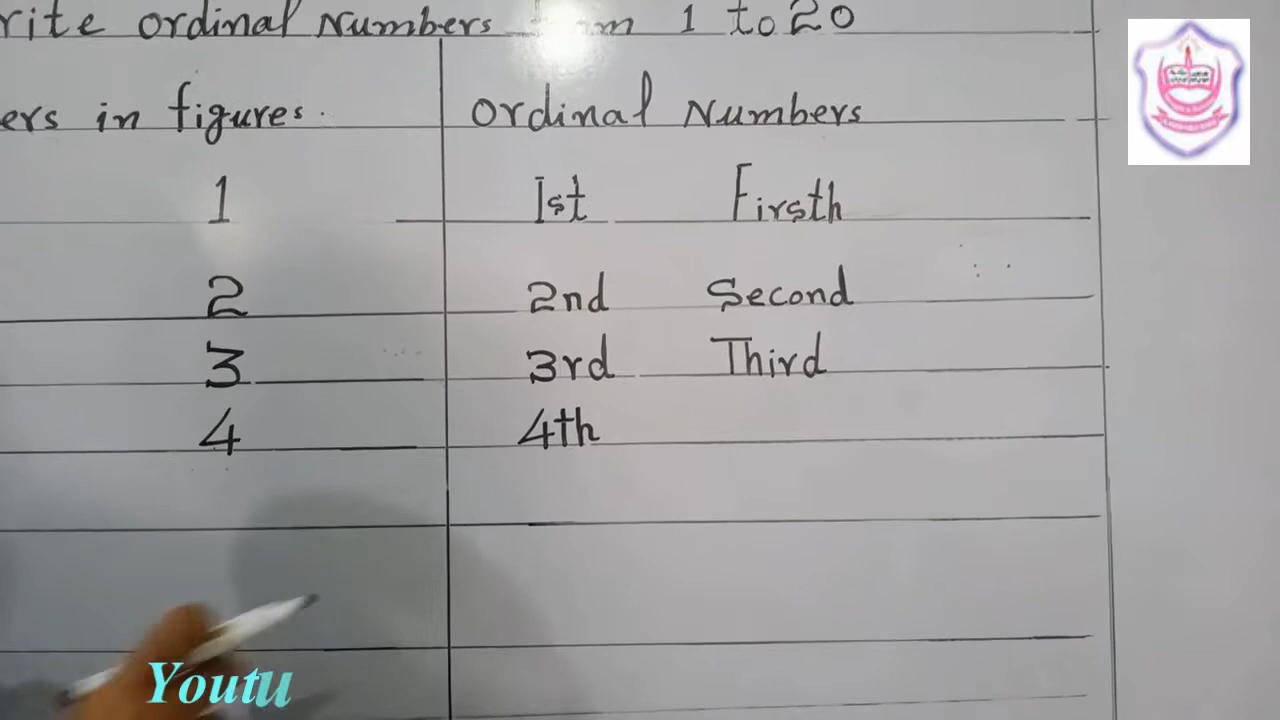 rite ordinal Numbers 1 to 20
ers in figures. Ordinal Numbers
1 1st Firsth
2 2nd Second
3 3rd Third
4 4th
Youtu